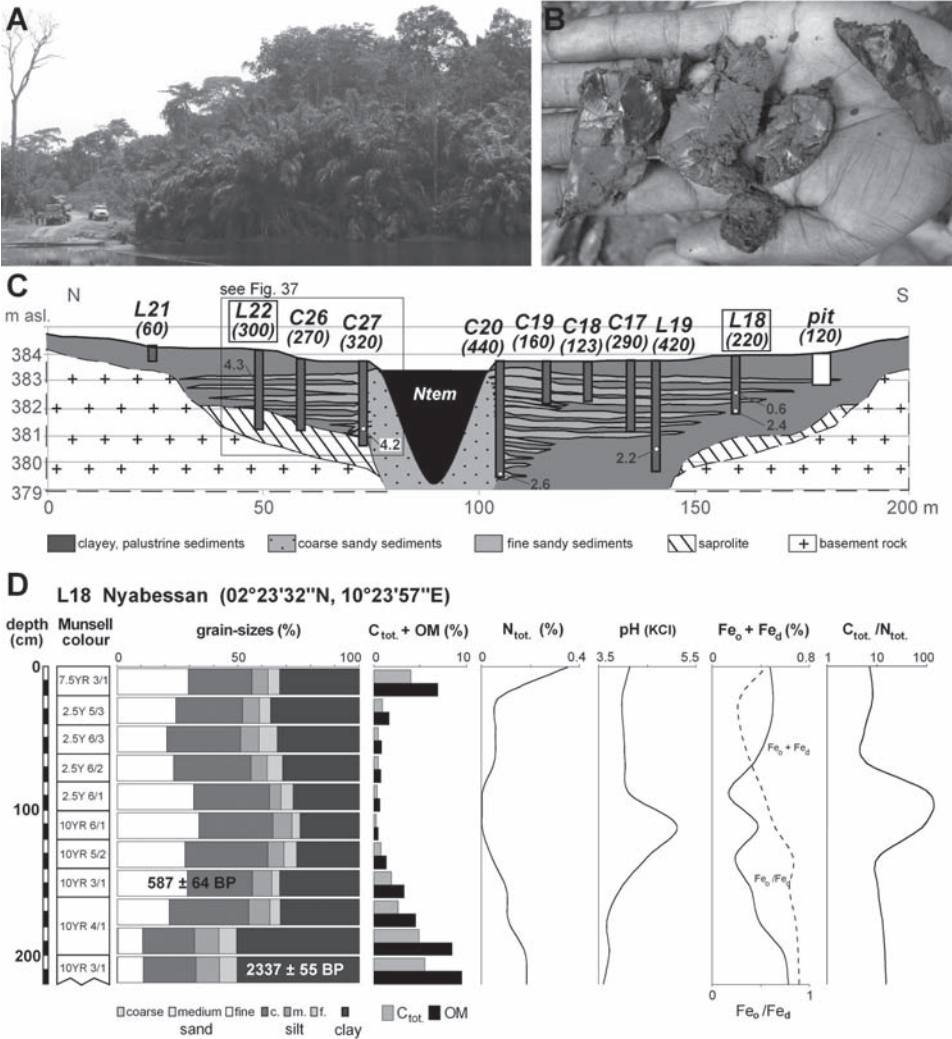 A
B
C
N
see Fig. 37
S
m asl.
L21 (60)
L22 (300)
C26 (270)
C27 (320)
C20 (440)
C19 (160)
C18 (123)
C17 (290)
L19 (420)
L18 (220)
pit (120)
384
383
382
381
380
379
4.3
4.2
Ntem
2.6
2.2
0.6
2.4
0 50 100 150 200 m
clayey, palustrine sediments coarse sandy sediments fine sandy sediments saprolite basement rock
D
L18 Nyabessan (02°23'32"N, 10°23'57"E)
depth (cm)
Munsell colour
grain-sizes (%)
Ctot. + OM (%)
Ntot. (%)
pH (KCl)
Feo + Fed (%)
Ctot. /Ntot.
0 50 100
0 10
0 0.4
3.5 5.5
0 0.8
1 10 100
0
100
200
7.5YR 3/1
2.5Y 5/3
2.5Y 6/3
2.5Y 6/2
2.5Y 6/1
10YR 6/1
10YR 5/2
10YR 3/1
10YR 4/1
10YR 3/1
587 ± 64 BP
2337 ± 55 BP
Feo + Fed
Feo /Fed
0 1
Feo /Fed
coarse medium fine c. m. f.
sand silt clay
Ctot. OM